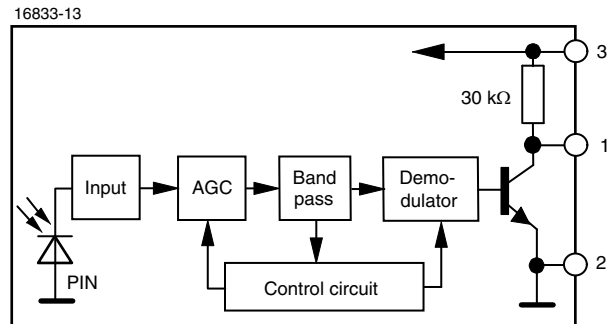 16833-13
3
30 kΩ
1
Input
AGC
Band
pass
Demo-
dulator
2
PIN
Control circuit